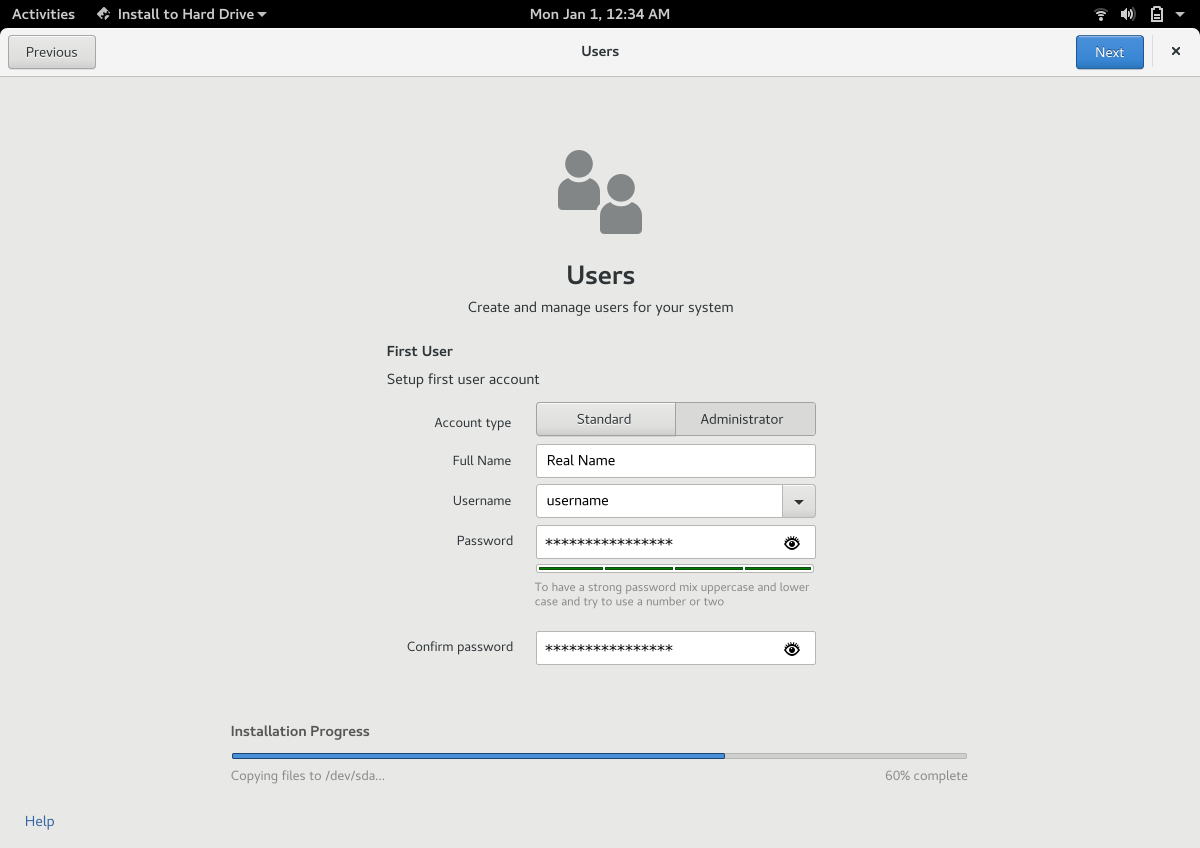 Activities Install to Hard Drive Mon Jan 1, 12:34 AM
Previous Users Next
Users
Create and manage users for your system
First User
Setup first user account
Account type Standard Administrator
Full Name Real Name
Username username
Password ****************
To have a strong password mix uppercase and lower
case and try to use a number or two
Confirm password ****************
Installation Progress
Copying files to /dev/sda... 60% complete
Help